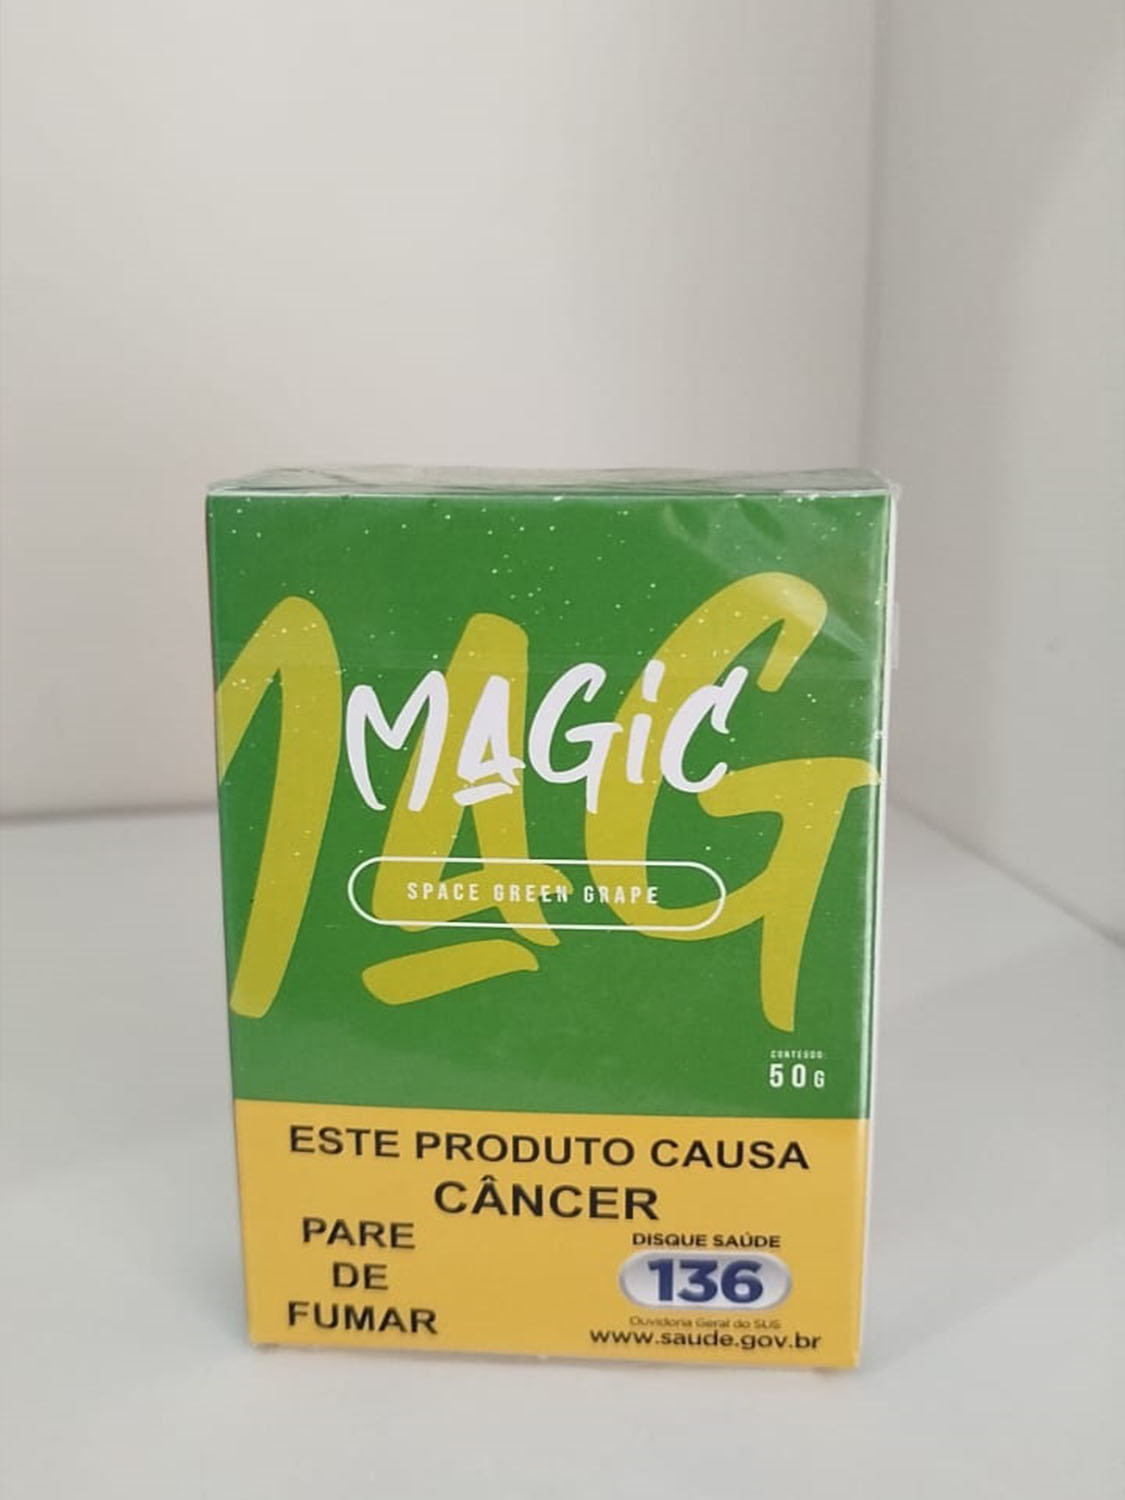 MAG
MAGiC
SPACE GREEN GRAPE
CONTEÚDO:
50G
ESTE PRODUTO CAUSA
CÂNCER
PARE
DE
FUMAR
DISQUE SAÚDE
136
Ouvidoria Geral do SUS
www.saude.gov.br